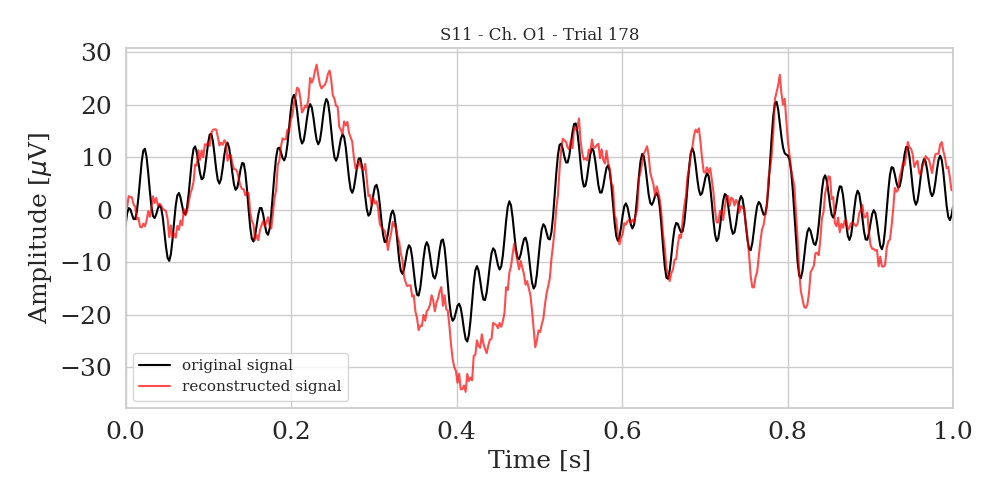 S11 - Ch. O1 - Trial 178
Amplitude [μV]
30
20
10
0
−10
−20
−30
original signal
reconstructed signal
0.0 0.2 0.4 0.6 0.8 1.0
Time [s]